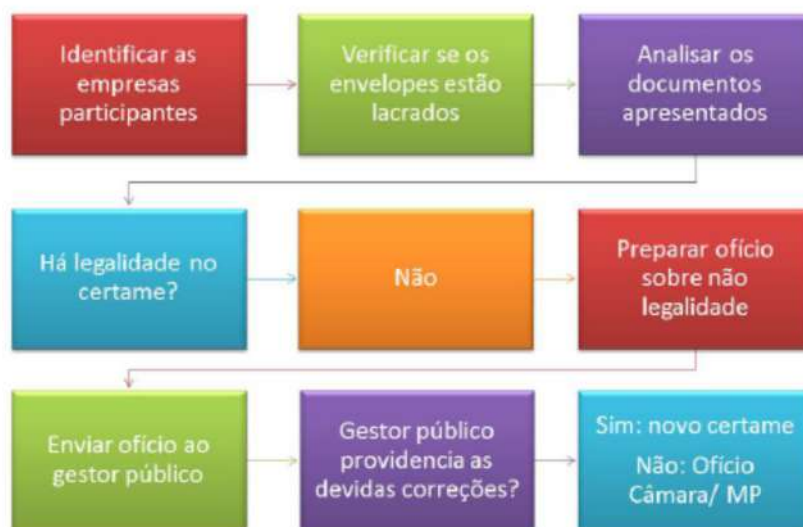 Identificar as
empresas
participantes
Verificar se os
envelopes estão
lacrados
Analisar os
documentos
apresentados
Há legalidade no
certame?
Não
Preparar ofício
sobre não
legalidade
Enviar ofício ao
gestor público
Gestor público
providencia as
devidas correções?
Sim: novo certame
Não: Ofício
Câmara/ MP